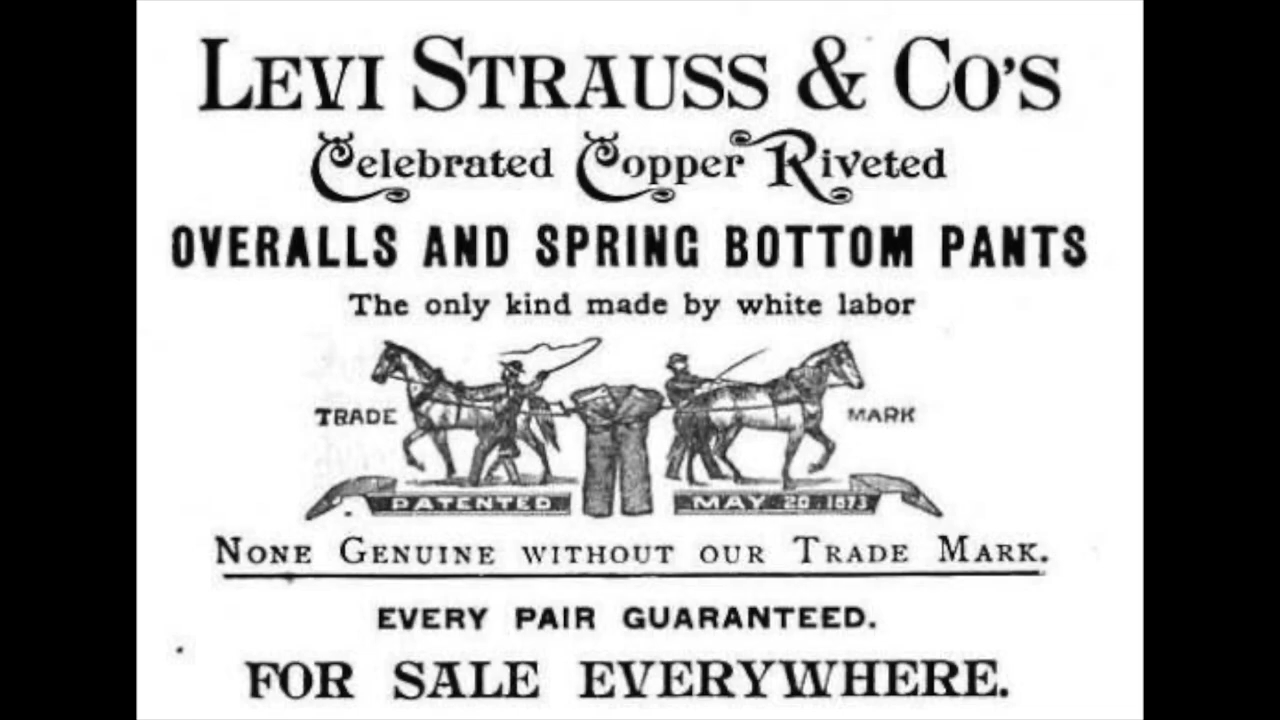 LEVI STRAUSS & CO'S
Celebrated Copper Riveted
OVERALLS AND SPRING BOTTOM PANTS
The only kind made by white labor
TRADE MARK
PATENTED MAY 20 1873
NONE GENUINE WITHOUT OUR TRADE MARK.
EVERY PAIR GUARANTEED.
FOR SALE EVERYWHERE.